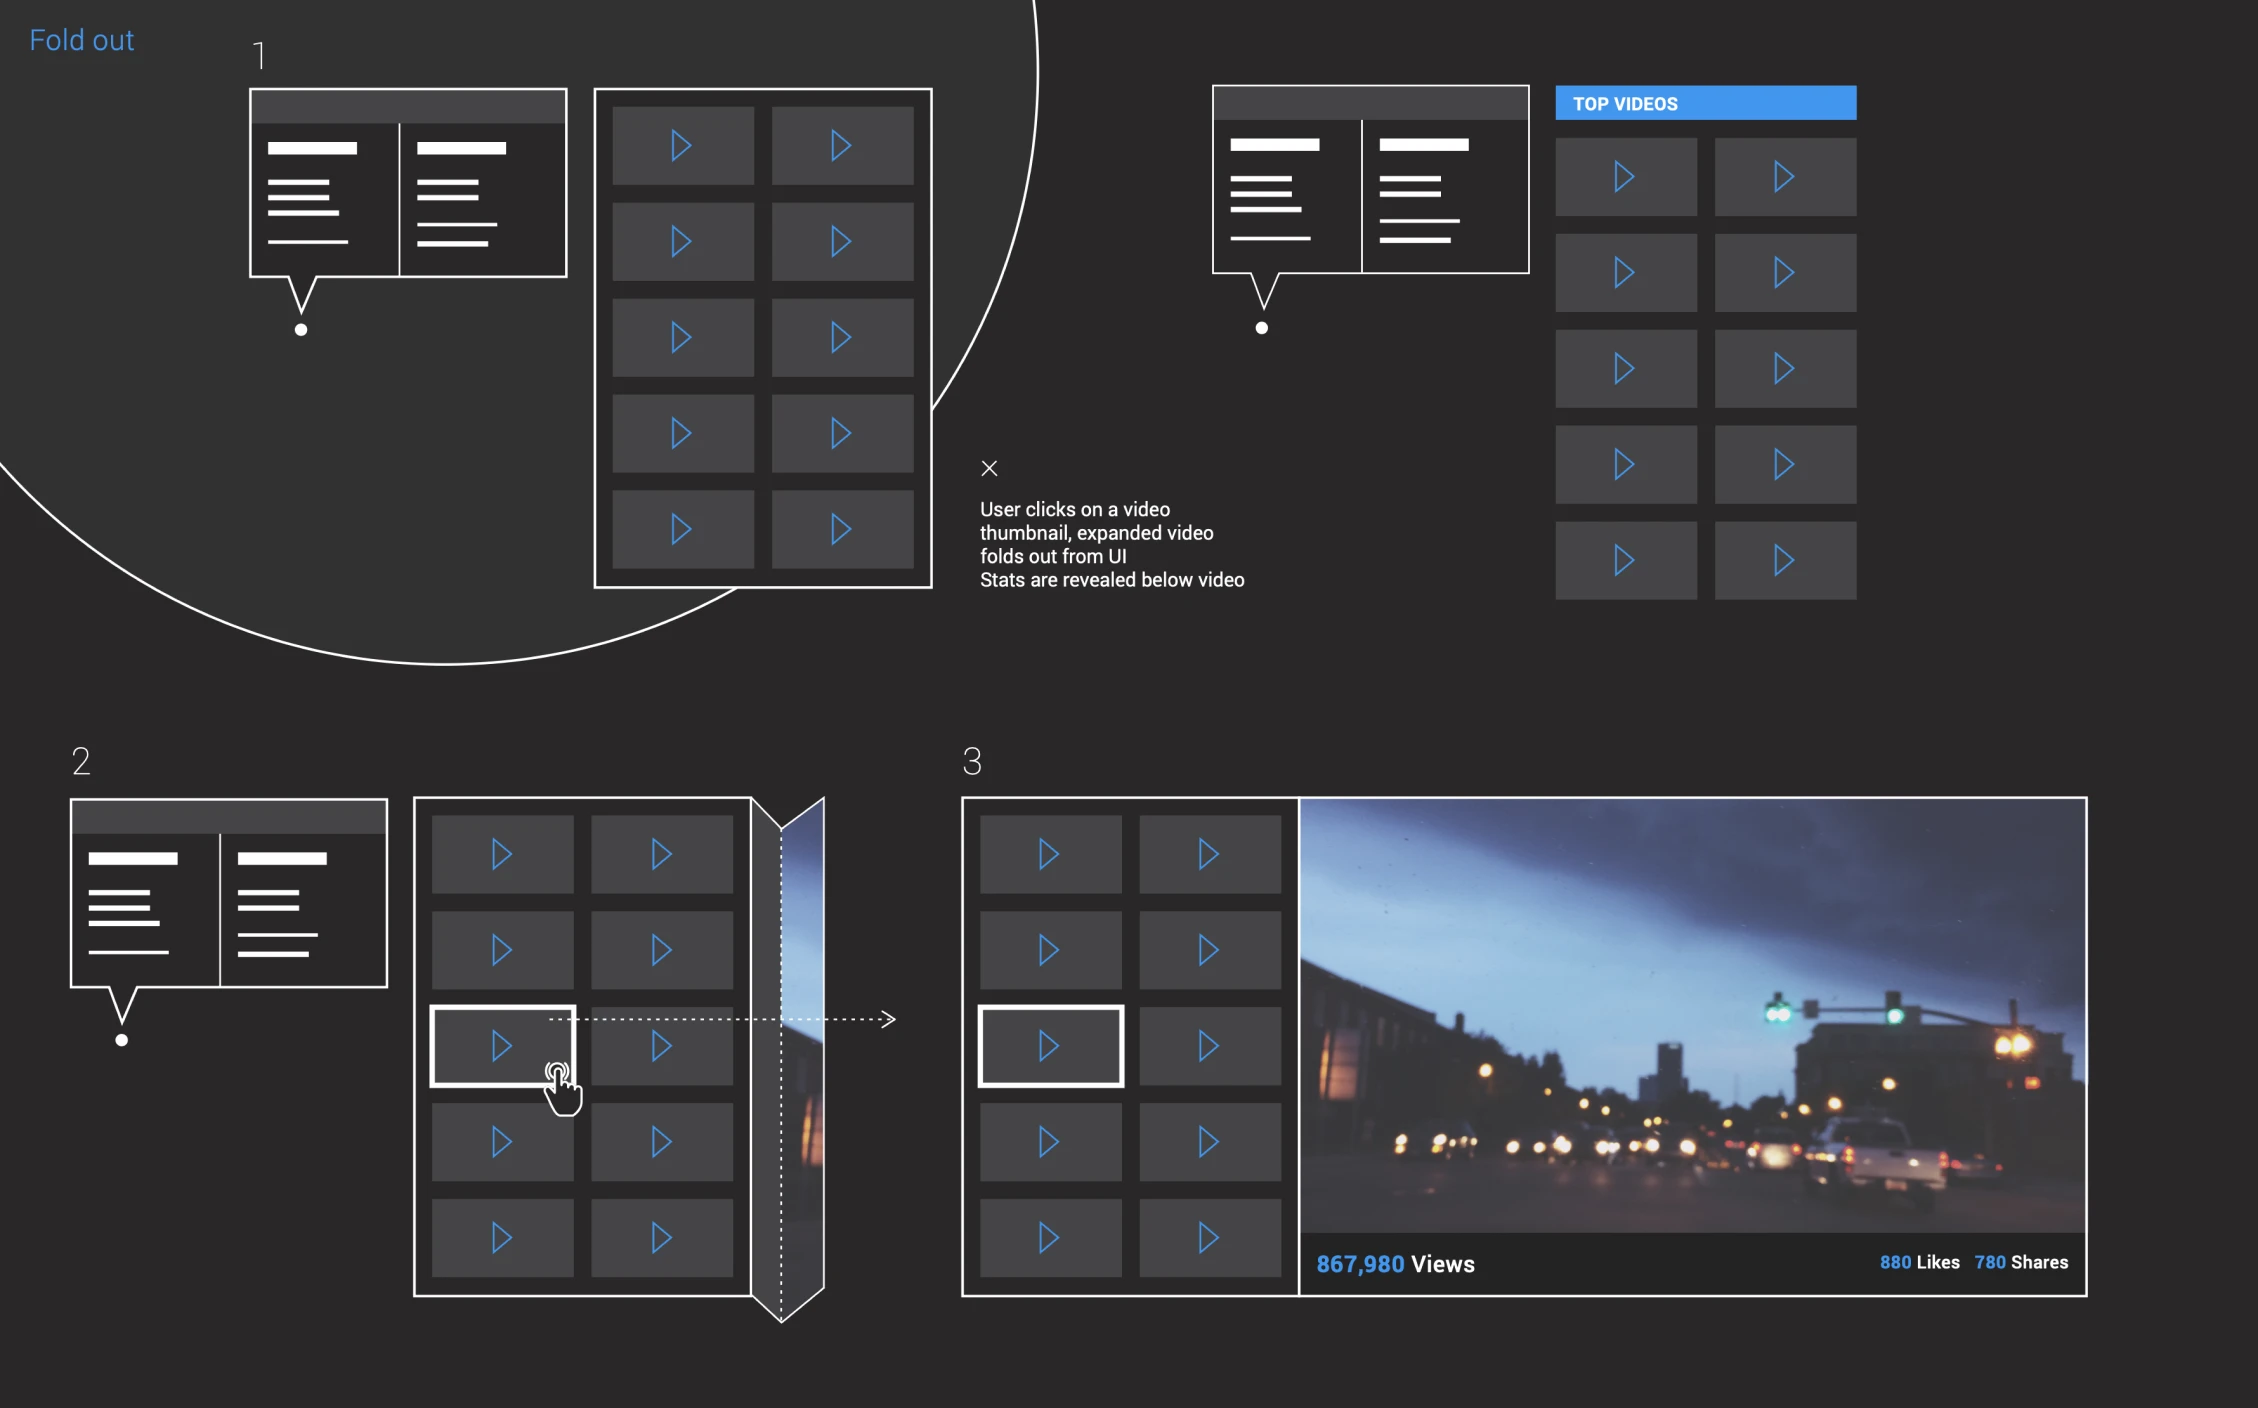 Fold out
1
TOP VIDEOS
User clicks on a video
thumbnail, expanded video
folds out from UI
Stats are revealed below video
2
3
867,980 Views
880 Likes 780 Shares